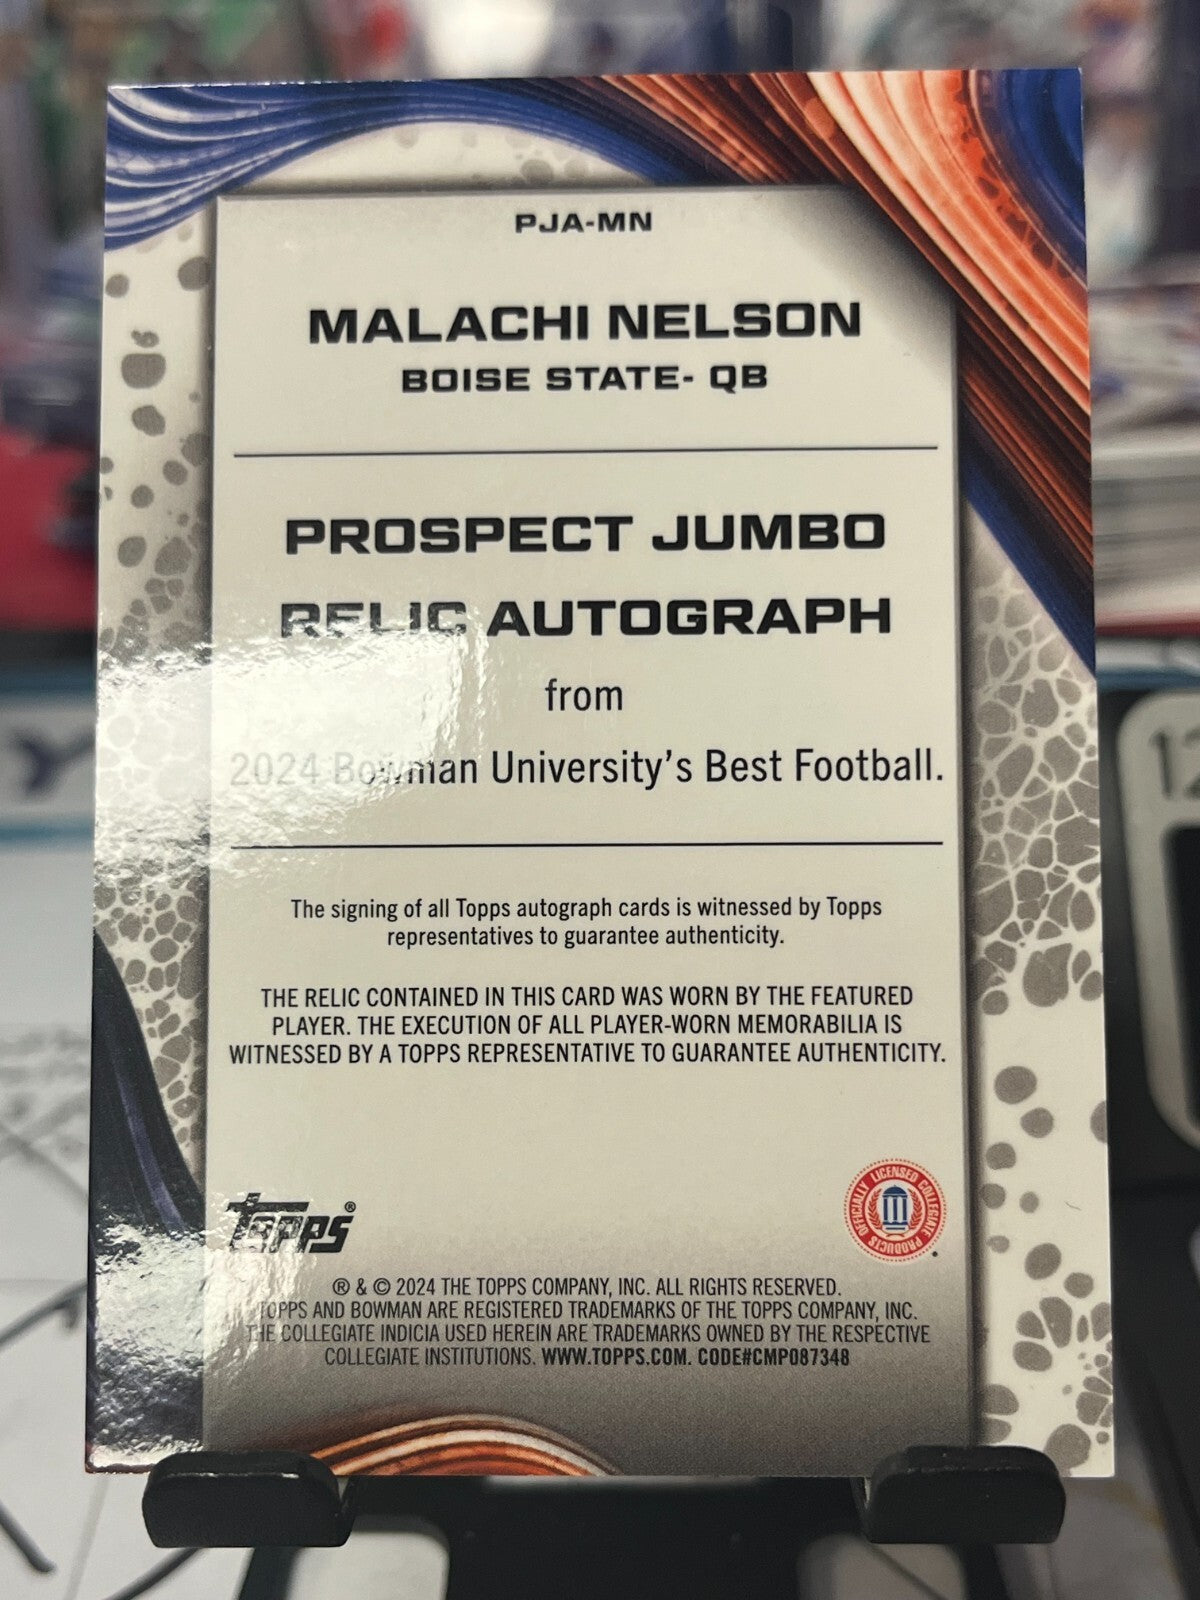 PJA-MN
MALACHI NELSON
BOISE STATE- QB
PROSPECT JUMBO
RELIC AUTOGRAPH
from
2024 Bowman University's Best Football.
The signing of all Topps autograph cards is witnessed by Topps
representatives to guarantee authenticity.
THE RELIC CONTAINED IN THIS CARD WAS WORN BY THE FEATURED
PLAYER. THE EXECUTION OF ALL PLAYER-WORN MEMORABILIA IS
WITNESSED BY A TOPPS REPRESENTATIVE TO GUARANTEE AUTHENTICITY.
TOPPS®
OFFICIALLY LICENSED COLLEGIATE PRODUCTS
® & © 2024 THE TOPPS COMPANY, INC. ALL RIGHTS RESERVED.
TOPPS AND BOWMAN ARE REGISTERED TRADEMARKS OF THE TOPPS COMPANY, INC.
THE COLLEGIATE INDICIA USED HEREIN ARE TRADEMARKS OWNED BY THE RESPECTIVE
COLLEGIATE INSTITUTIONS. WWW.TOPPS.COM. CODE#CMP087348